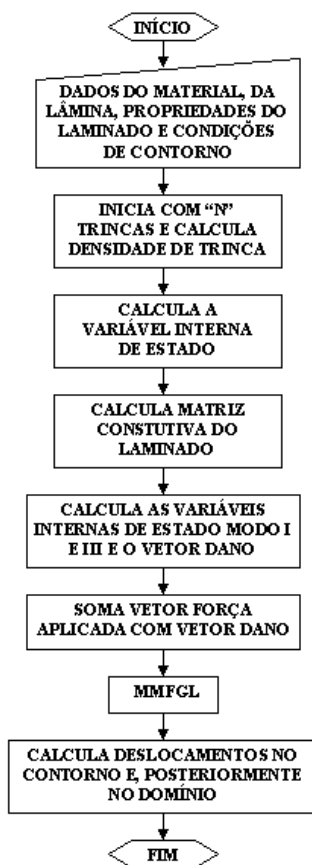 INÍCIO
DADOS DO MATERIAL, DA
LÂMINA, PROPRIEDADES DO
LAMINADO E CONDIÇÕES
DE CONTORNO
INICIA COM “N”
TRINCAS E CALCULA
DENSIDADE DE TRINCA
CALCULA A
VARIÁVEL INTERNA
DE ESTADO
CALCULA MATRIZ
CONSTUTIVA DO
LAMINADO
CALCULA AS VARIÁVEIS
INTERNAS DE ESTADO MODO I
E III E O VETOR DANO
SOMA VETOR FORÇA
APLICADA COM VETOR DANO
MMFGL
CALCULA DESLOCAMENTOS NO
CONTORNO E, POSTERIORMENTE
NO DOMÍNIO
FIM